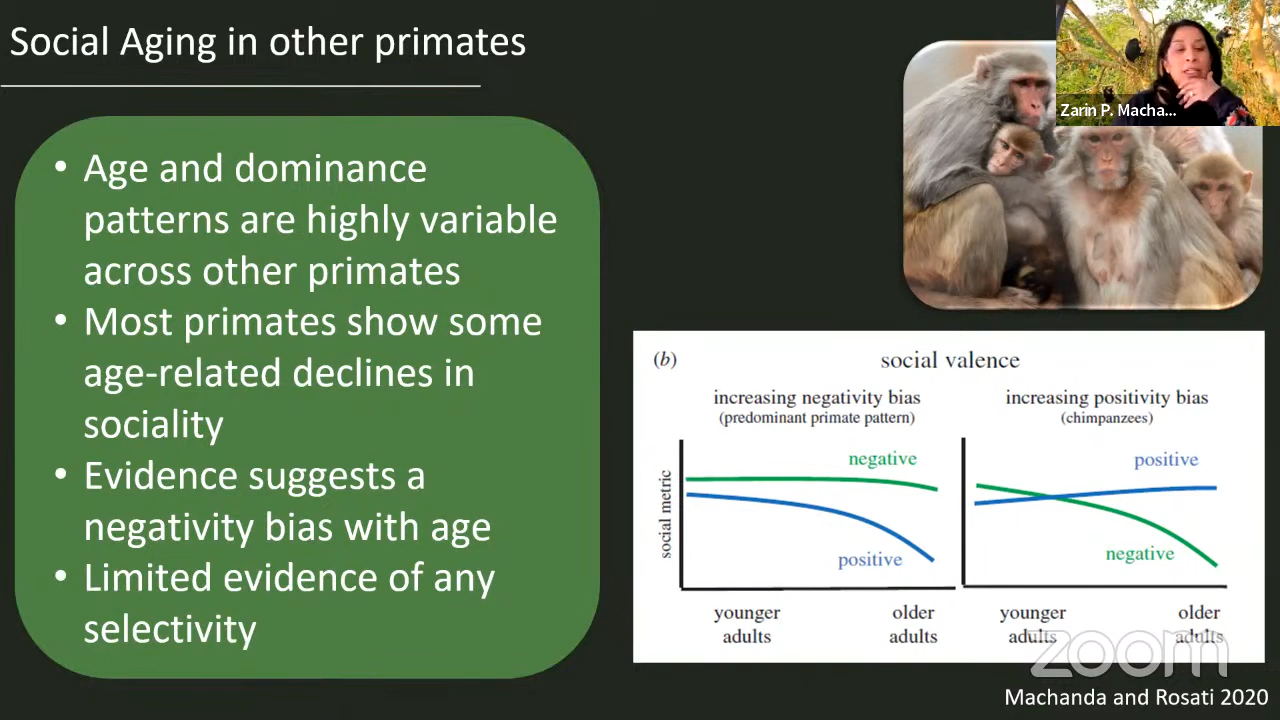 Social Aging in other primates
Zarin P. Macha...
• Age and dominance
patterns are highly variable
across other primates
• Most primates show some
age-related declines in
sociality
• Evidence suggests a
negativity bias with age
• Limited evidence of any
selectivity
(b) social valence
increasing negativity bias
(predominant primate pattern)
negative
positive
social metric
younger
adults
older
adults
increasing positivity bias
(chimpanzees)
positive
negative
younger
adults
older
adults
zoom
Machanda and Rosati 2020